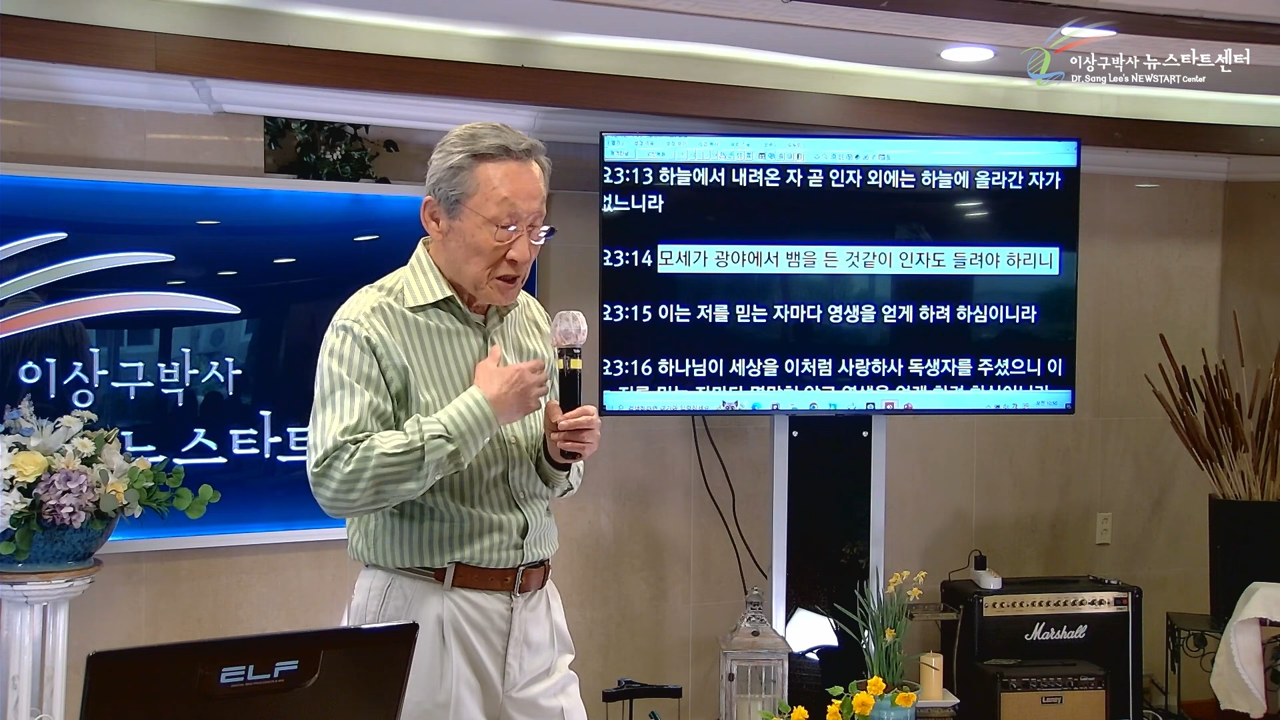 이상구박사 뉴스타트센터
Dr. Sang Lee's NEWSTART Center
23:13 하늘에서 내려온 자 곧 인자 외에는 하늘에 올라간 자가
없느니라
23:14 모세가 광야에서 뱀을 든 것같이 인자도 들려야 하리니
23:15 이는 저를 믿는 자마다 영생을 얻게 하려 하심이니라
23:16 하나님이 세상을 이처럼 사랑하사 독생자를 주셨으니 이
이상구박사
뉴스타트
ELF
Marshall
Laney